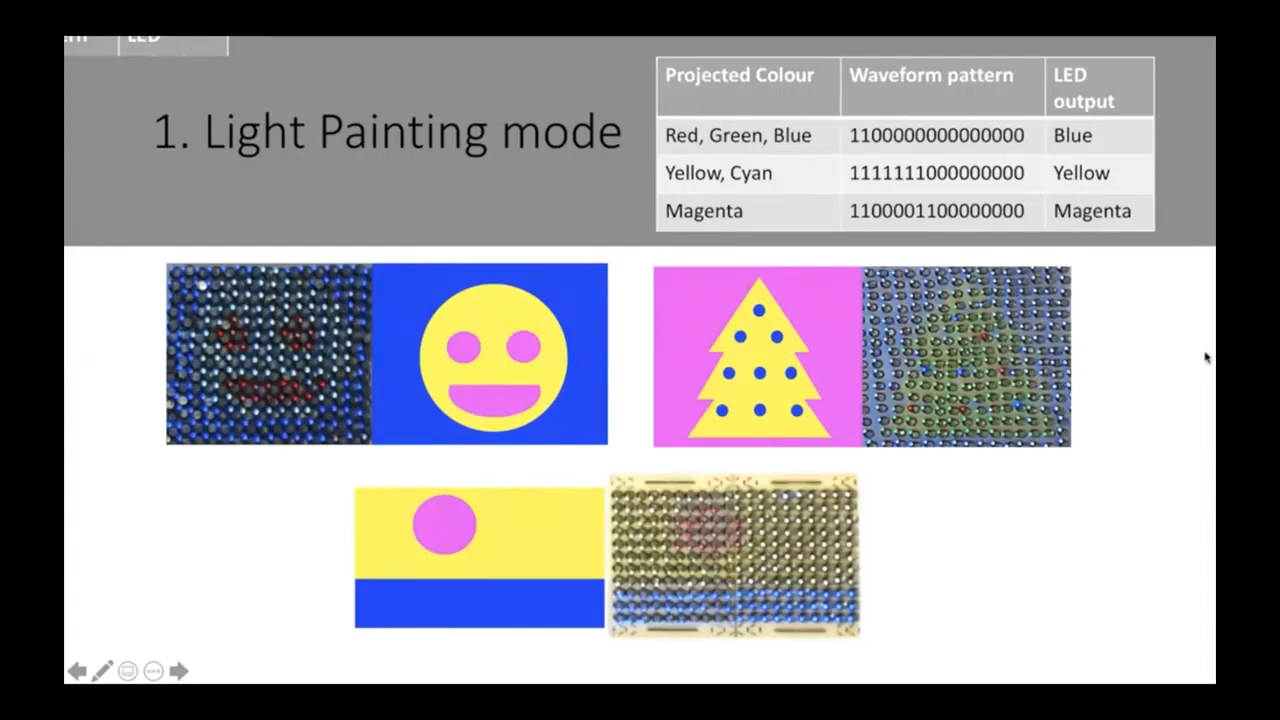 LED
1. Light Painting mode
Projected Colour Waveform pattern LED output
Red, Green, Blue 1100000000000000 Blue
Yellow, Cyan 1111111000000000 Yellow
Magenta 1100001100000000 Magenta